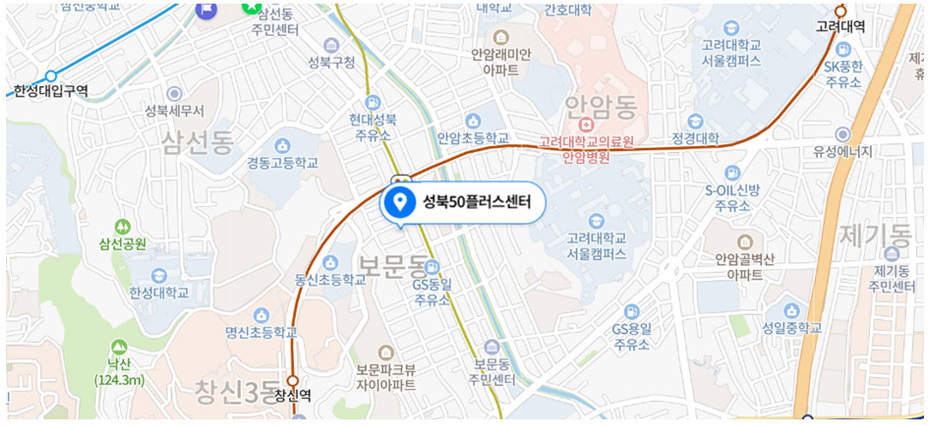 삼선중학교
대학교
간호대학
삼선동
주민센터
고려대역
고려대학교
서울캠퍼스
성북구청
안암래미안
아파트
SK풍한
주유소
한성대입구역
성북세무서
현대성북
주유소
안암동
삼선동
안암초등학교
고려대학교의료원
안암병원
정경대학
유성에너지
경동고등학교
S-OIL신방
주유소
성북50플러스센터
삼선공원
고려대학교
서울캠퍼스
제기동
안암골벽산
아파트
제기동
주민센터
보문동
동신초등학교
한성대학교
GS동일
주유소
명신초등학교
GS용일
주유소
성일중학교
낙산
(124.3m)
보문파크뷰
자이아파트
보문동
주민센터
창신3동
창신역